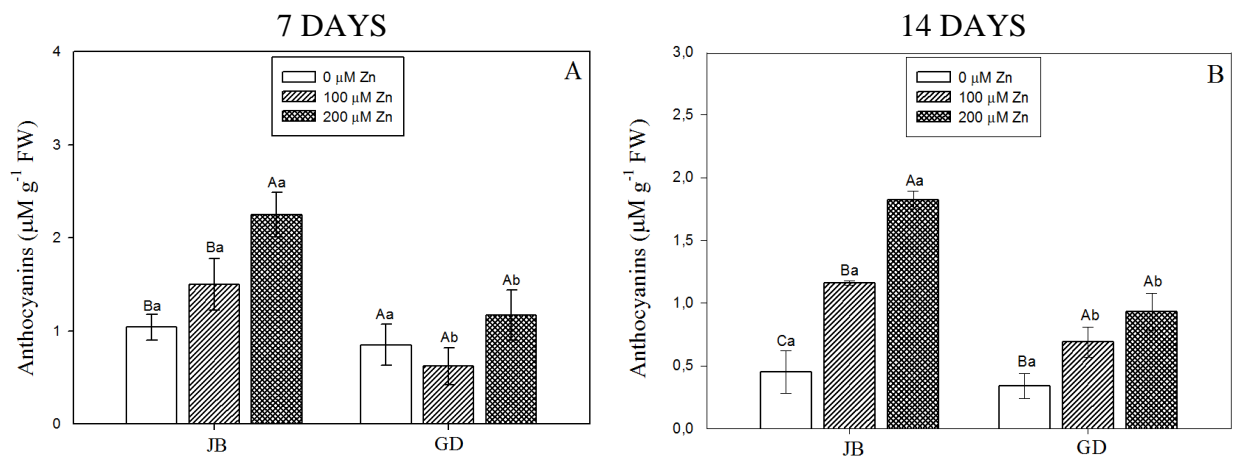 7 DAYS
Anthocyanins (μM g-1 FW)
4
3
2
1
0
A
0 μM Zn
100 μM Zn
200 μM Zn
Ba
Ba
Aa
Aa
Ab
Ab
JB
GD
14 DAYS
Anthocyanins (μM g-1 FW)
3,0
2,5
2,0
1,5
1,0
0,5
0,0
B
0 μM Zn
100 μM Zn
200 μM Zn
Ca
Ba
Aa
Ba
Ab
Ab
JB
GD